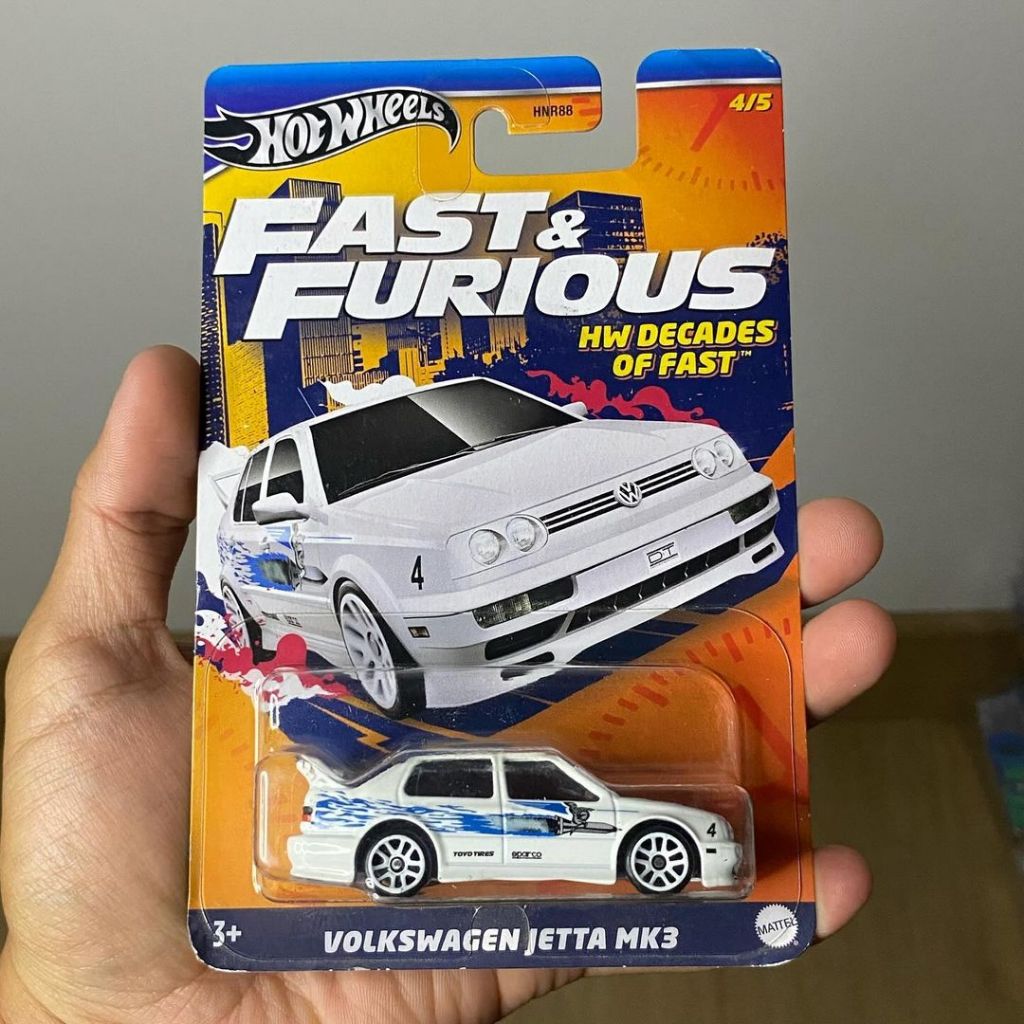 HOT WHEELS
HNR88
4/5
FAST &
FURIOUS
HW DECADES
OF FAST™
4
DT
4
TOYO TIRES
sparco
3+
VOLKSWAGEN JETTA MK3
MATTEL